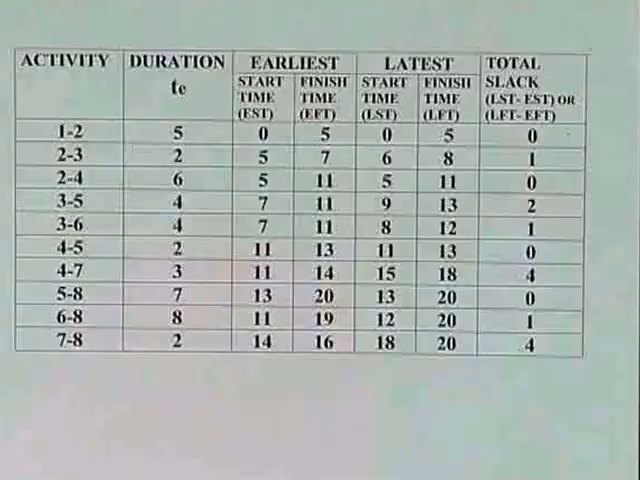 ACTIVITY DURATION te EARLIEST LATEST TOTAL SLACK (LST- EST) OR (LFT- EFT)
START TIME (EST) FINISH TIME (EFT) START TIME (LST) FINISH TIME (LFT)
1-2 5 0 5 0 5 0
2-3 2 5 7 6 8 1
2-4 6 5 11 5 11 0
3-5 4 7 11 9 13 2
3-6 4 7 11 8 12 1
4-5 2 11 13 11 13 0
4-7 3 11 14 15 18 4
5-8 7 13 20 13 20 0
6-8 8 11 19 12 20 1
7-8 2 14 16 18 20 4